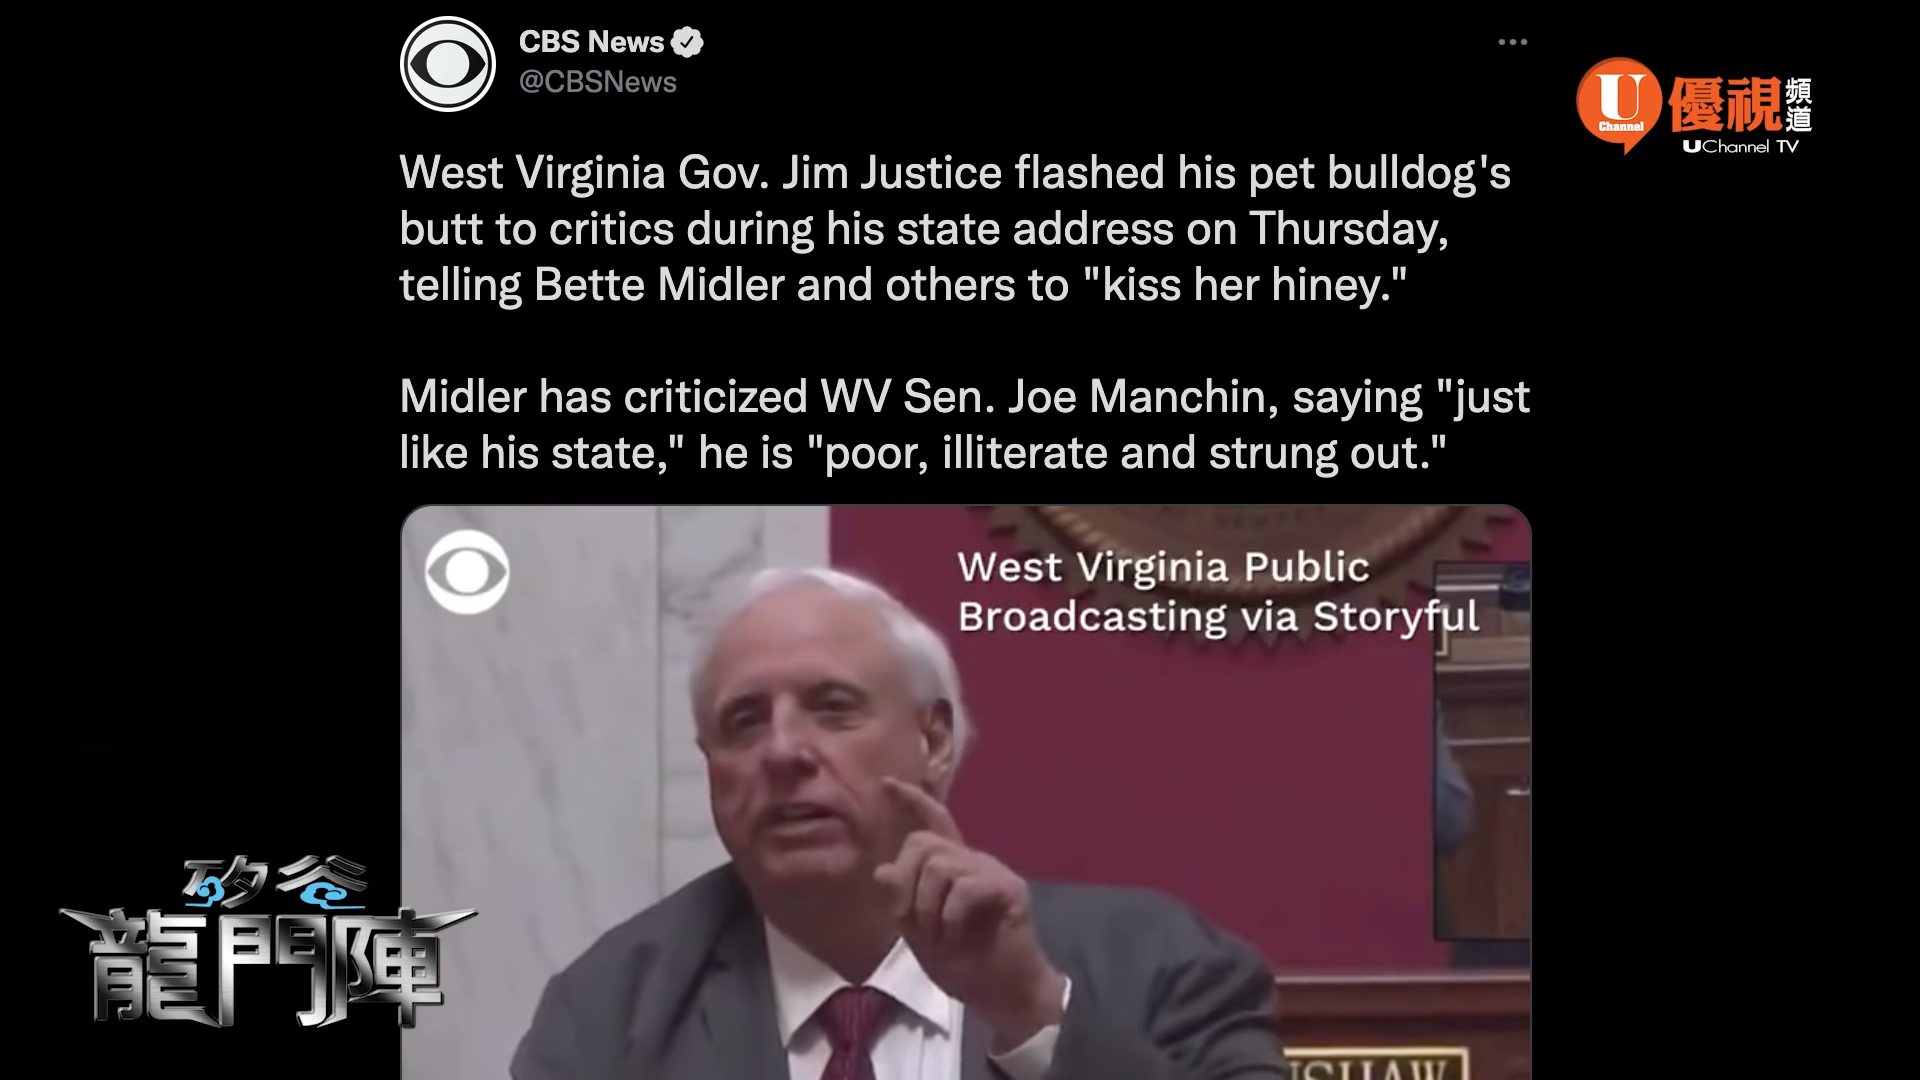 CBS News
@CBSNews
U
Channel
優視
頻道
UChannel TV
West Virginia Gov. Jim Justice flashed his pet bulldog's
butt to critics during his state address on Thursday,
telling Bette Midler and others to "kiss her hiney."
Midler has criticized WV Sen. Joe Manchin, saying "just
like his state," he is "poor, illiterate and strung out."
West Virginia Public
Broadcasting via Storyful
矽谷
龍門陣